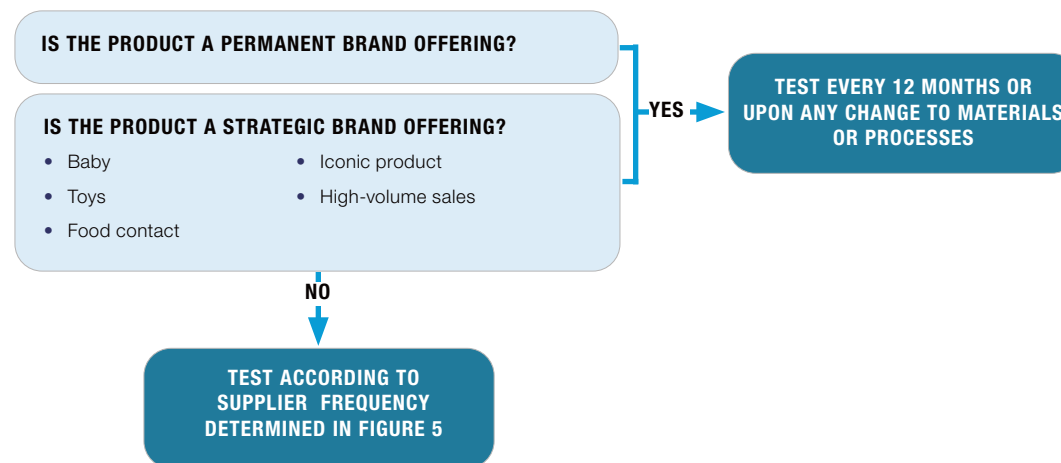 IS THE PRODUCT A PERMANENT BRAND OFFERING?
IS THE PRODUCT A STRATEGIC BRAND OFFERING?
• Baby
• Toys
• Food contact
• Iconic product
• High-volume sales
YES
TEST EVERY 12 MONTHS OR
UPON ANY CHANGE TO MATERIALS
OR PROCESSES
NO
TEST ACCORDING TO
SUPPLIER FREQUENCY
DETERMINED IN FIGURE 5